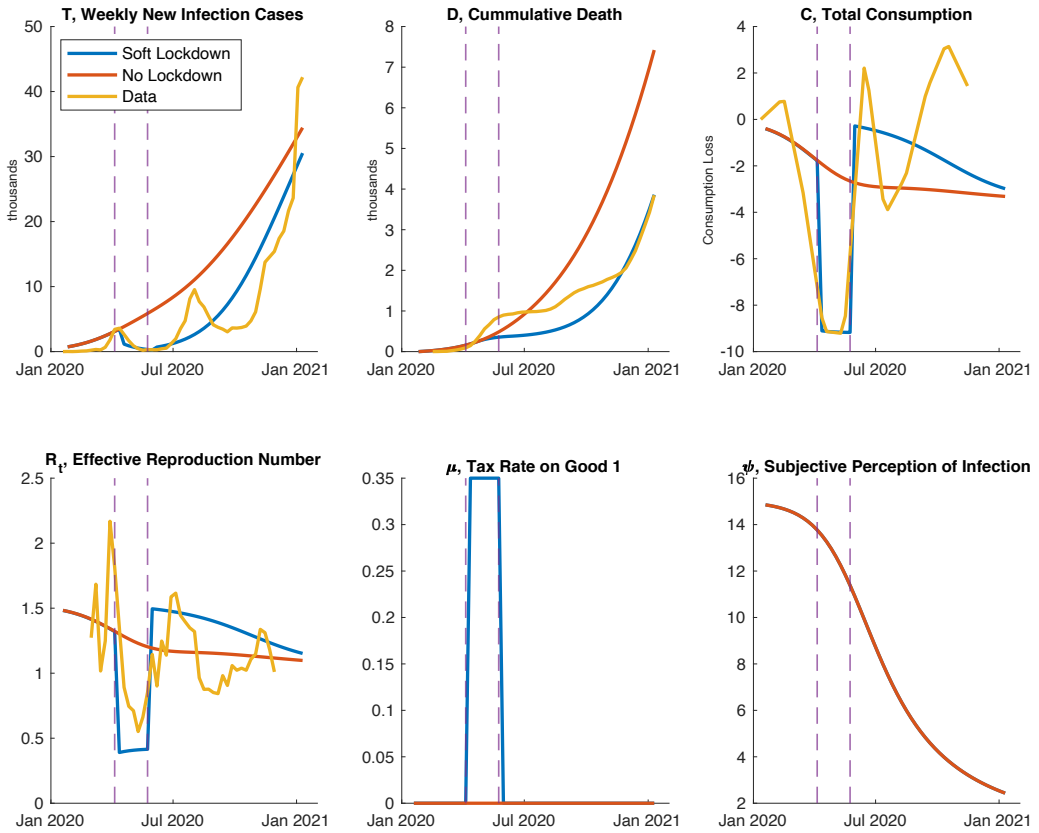 T, Weekly New Infection Cases
50
40
30
20
10
0
thousands
Soft Lockdown
No Lockdown
Data
Jan 2020
Jul 2020
Jan 2021
D, Cummulative Death
8
7
6
5
4
3
2
1
0
thousands
Jan 2020
Jul 2020
Jan 2021
C, Total Consumption
4
2
0
-2
-4
-6
-8
-10
Consumption Loss
Jan 2020
Jul 2020
Jan 2021
R_t, Effective Reproduction Number
2.5
2
1.5
1
0.5
0
Jan 2020
Jul 2020
Jan 2021
μ, Tax Rate on Good 1
0.35
0.3
0.25
0.2
0.15
0.1
0.05
0
Jan 2020
Jul 2020
Jan 2021
ψ, Subjective Perception of Infection
16
14
12
10
8
6
4
2
Jan 2020
Jul 2020
Jan 2021